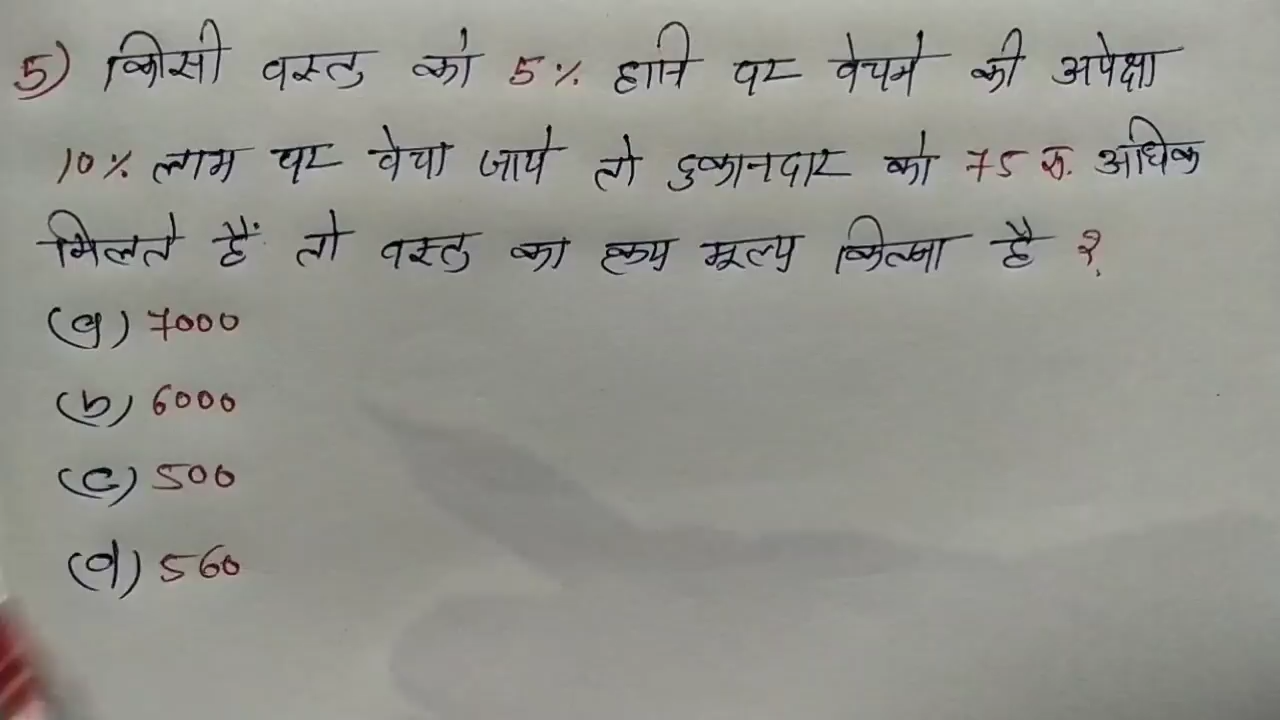 5) किसी वस्तु को 5% हानि पर बेचने की अपेक्षा
10% लाभ पर बेचा जाये तो दुकानदार को 75 रु. अधिक
मिलते हैं तो वस्तु का क्रय मूल्य कितना है ?
(a) 7000
(b) 6000
(c) 500
(d) 560